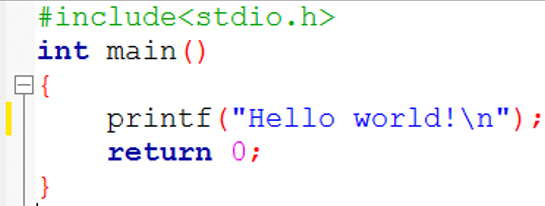 #include<stdio.h>
int main()
{
printf("Hello world!\n");
return 0;
}